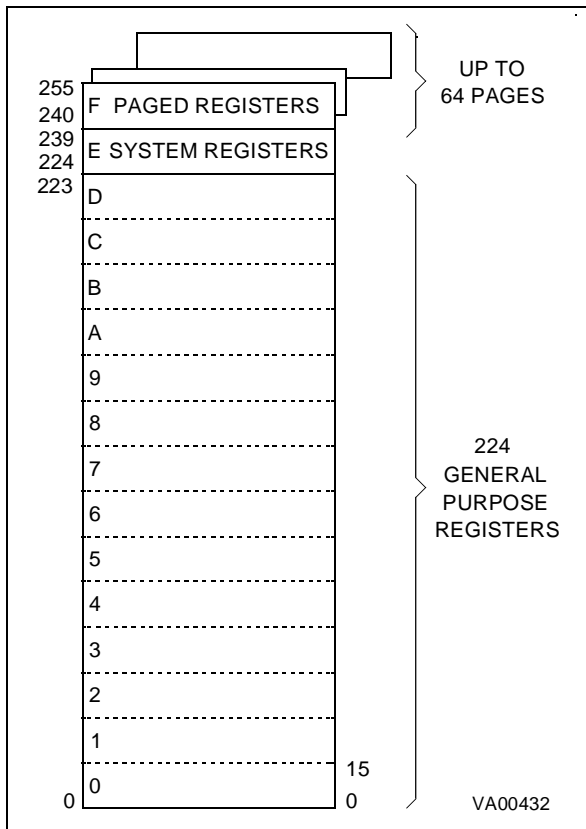 UP TO
64 PAGES
255
240
F PAGED REGISTERS
239
224
E SYSTEM REGISTERS
223
D
C
B
A
9
8
7
6
5
4
3
2
1
0
224
GENERAL
PURPOSE
REGISTERS
15
0
0
VA00432